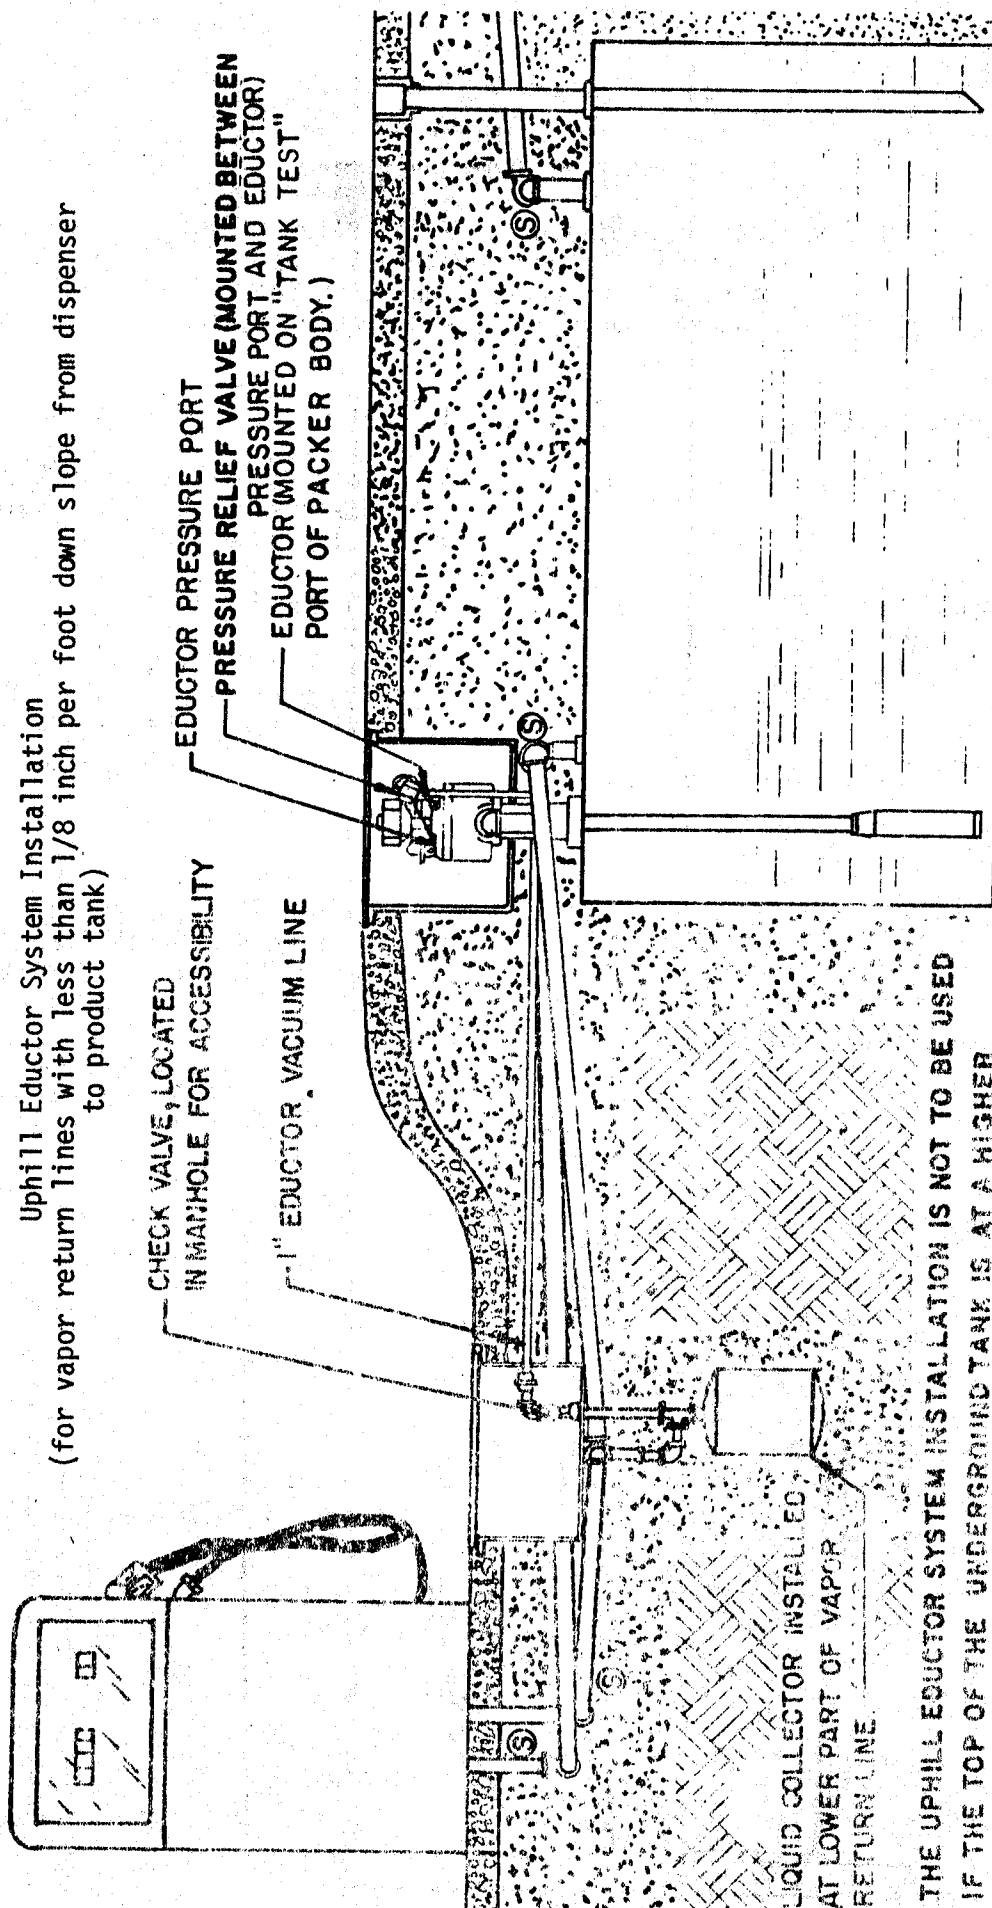 Uphill Eductor System Installation
(for vapor return lines with less than 1/8 inch per foot down slope from dispenser
to product tank)
CHECK VALVE, LOCATED
IN MANHOLE FOR ACCESSIBILITY
1" EDUCTOR VACUUM LINE
EDUCTOR PRESSURE PORT
PRESSURE RELIEF VALVE (MOUNTED BETWEEN
PRESSURE PORT AND EDUCTOR)
EDUCTOR (MOUNTED ON "TANK TEST"
PORT OF PACKER BODY.)
S
S
S
S
LIQUID COLLECTOR INSTALLED
AT LOWER PART OF VAPOR
RETURN LINE.
THE UPHILL EDUCTOR SYSTEM INSTALLATION IS NOT TO BE USED
IF THE TOP OF THE UNDERGROUND TANK IS AT A HIGHER